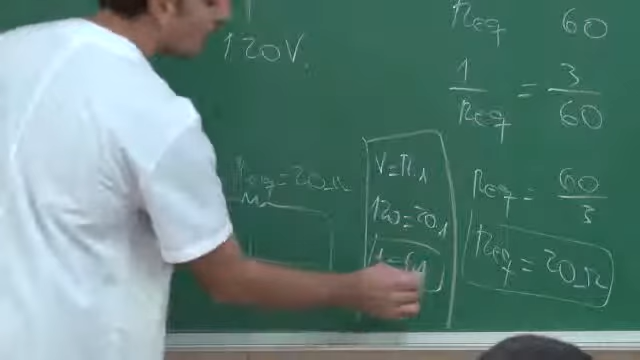 120V
Req = 20Ω
V = R.i
120 = 20.i
i = 6A
Req 60
1/Req = 3/60
Req = 60/3
Req = 20Ω